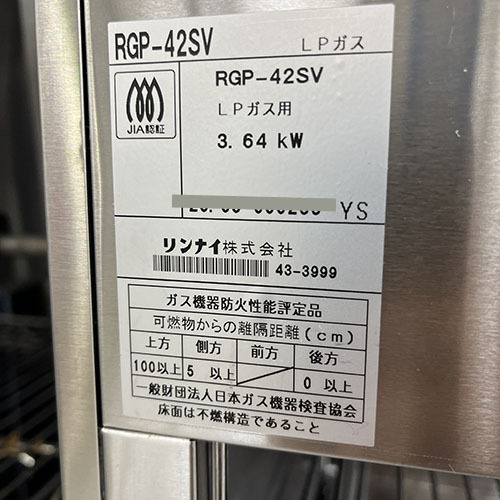 RGP-42SV LPガス
RGP-42SV
LPガス用
3.64 kW
JIA認証
YS
リンナイ株式会社
43-3999
ガス機器防火性能評定品
可燃物からの離隔距離(cm)
上方 側方 前方 後方
100以上 5 以上 0 以上
一般財団法人日本ガス機器検査協会
床面は不燃構造であること